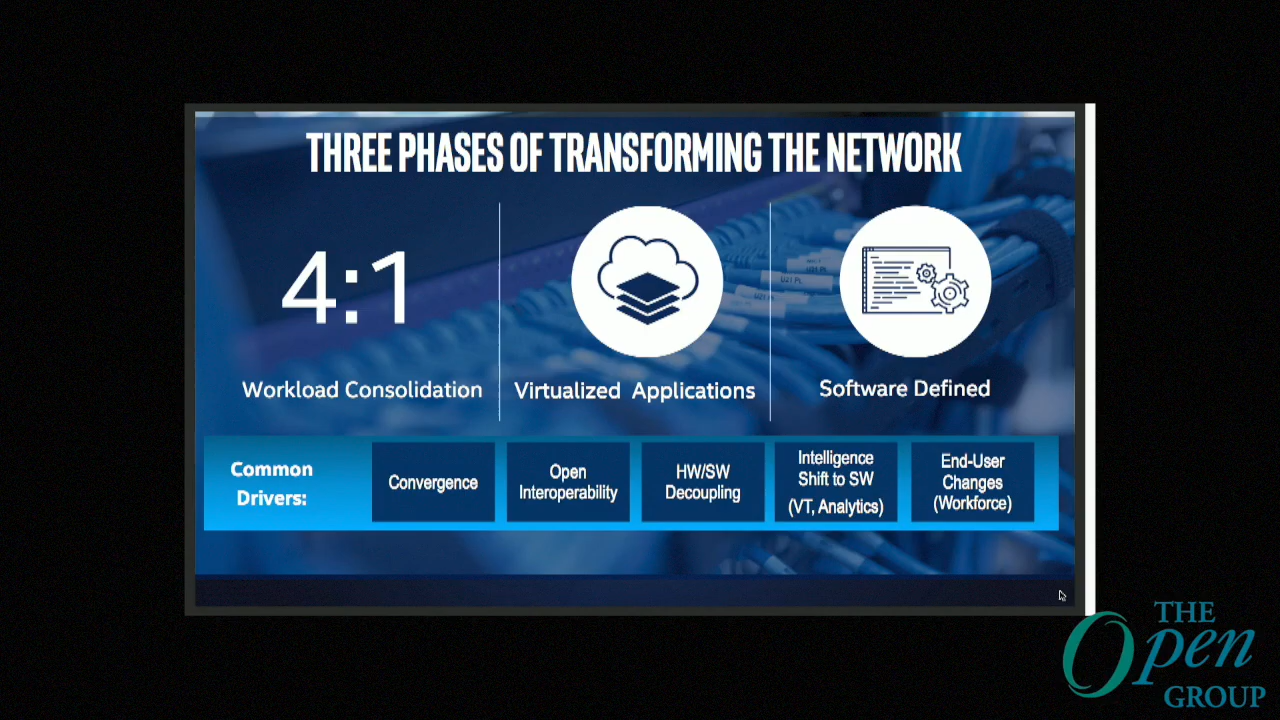 THREE PHASES OF TRANSFORMING THE NETWORK
4:1
Workload Consolidation
Virtualized Applications
Software Defined
Common
Drivers:
Convergence
Open
Interoperability
HW/SW
Decoupling
Intelligence
Shift to SW
(VT, Analytics)
End-User
Changes
(Workforce)
THE
Open
GROUP